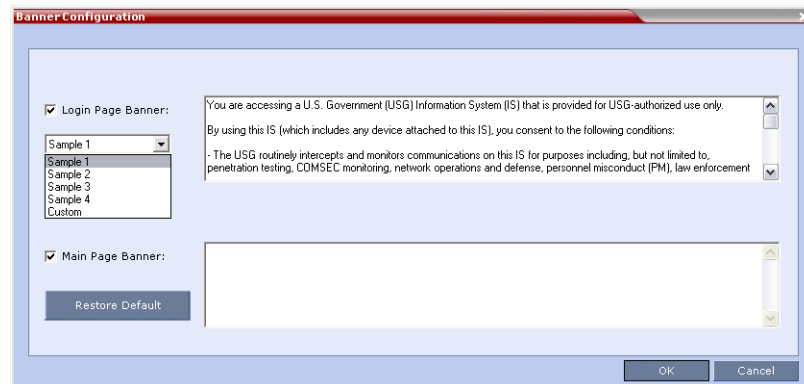 Banner Configuration
Login Page Banner:
Sample 1
Sample 1
Sample 2
Sample 3
Sample 4
Custom
You are accessing a U.S. Government (USG) Information System (IS) that is provided for USG-authorized use only.
By using this IS (which includes any device attached to this IS), you consent to the following conditions:
- The USG routinely intercepts and monitors communications on this IS for purposes including, but not limited to,
penetration testing, COMSEC monitoring, network operations and defense, personnel misconduct (PM), law enforcement
Main Page Banner:
Restore Default
OK
Cancel